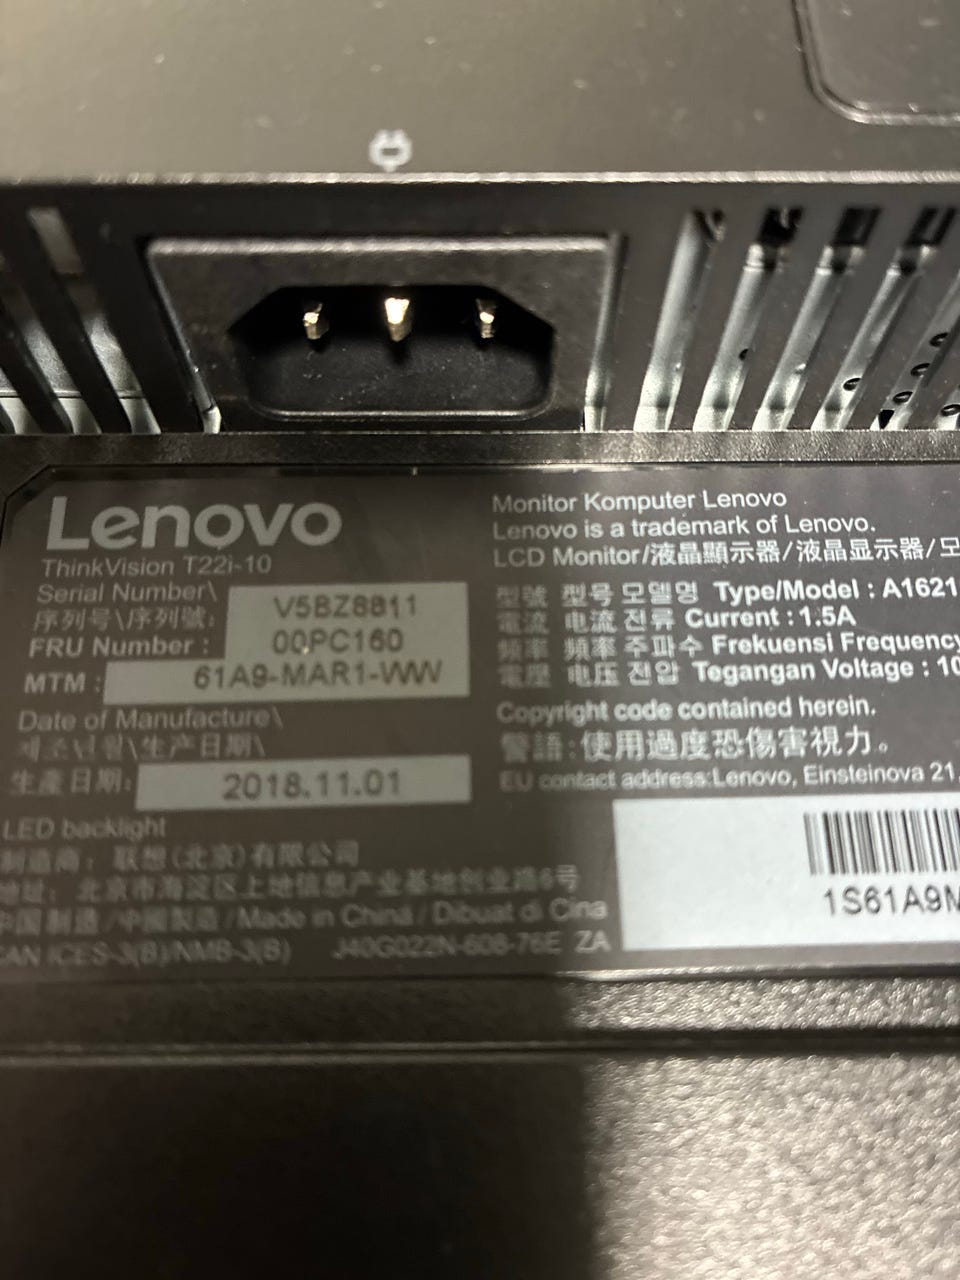 Lenovo
ThinkVision T22i-10
Serial Number\
序列号\序列號: V5BZ8811
FRU Number : 00PC160
MTM : 61A9-MAR1-WW
Date of Manufacture\
제조년월\生产日期\
生產日期: 2018.11.01
LED backlight
制造商: 联想(北京)有限公司
地址: 北京市海淀区上地信息产业基地创业路6号
中国制造/中國製造/Made in China/Dibuat di Cina
CAN ICES-3(B)/NMB-3(B) J40G022N-608-76E ZA
Monitor Komputer Lenovo
Lenovo is a trademark of Lenovo.
LCD Monitor/液晶顯示器/液晶显示器/모
型號 型号 모델명 Type/Model : A1621
電流 电流 전류 Current : 1.5A
頻率 频率 주파수 Frekuensi Frequency
電壓 电压 전압 Tegangan Voltage : 10
Copyright code contained herein.
警語:使用過度恐傷害視力。
EU contact address:Lenovo, Einsteinova 21,
1S61A9M